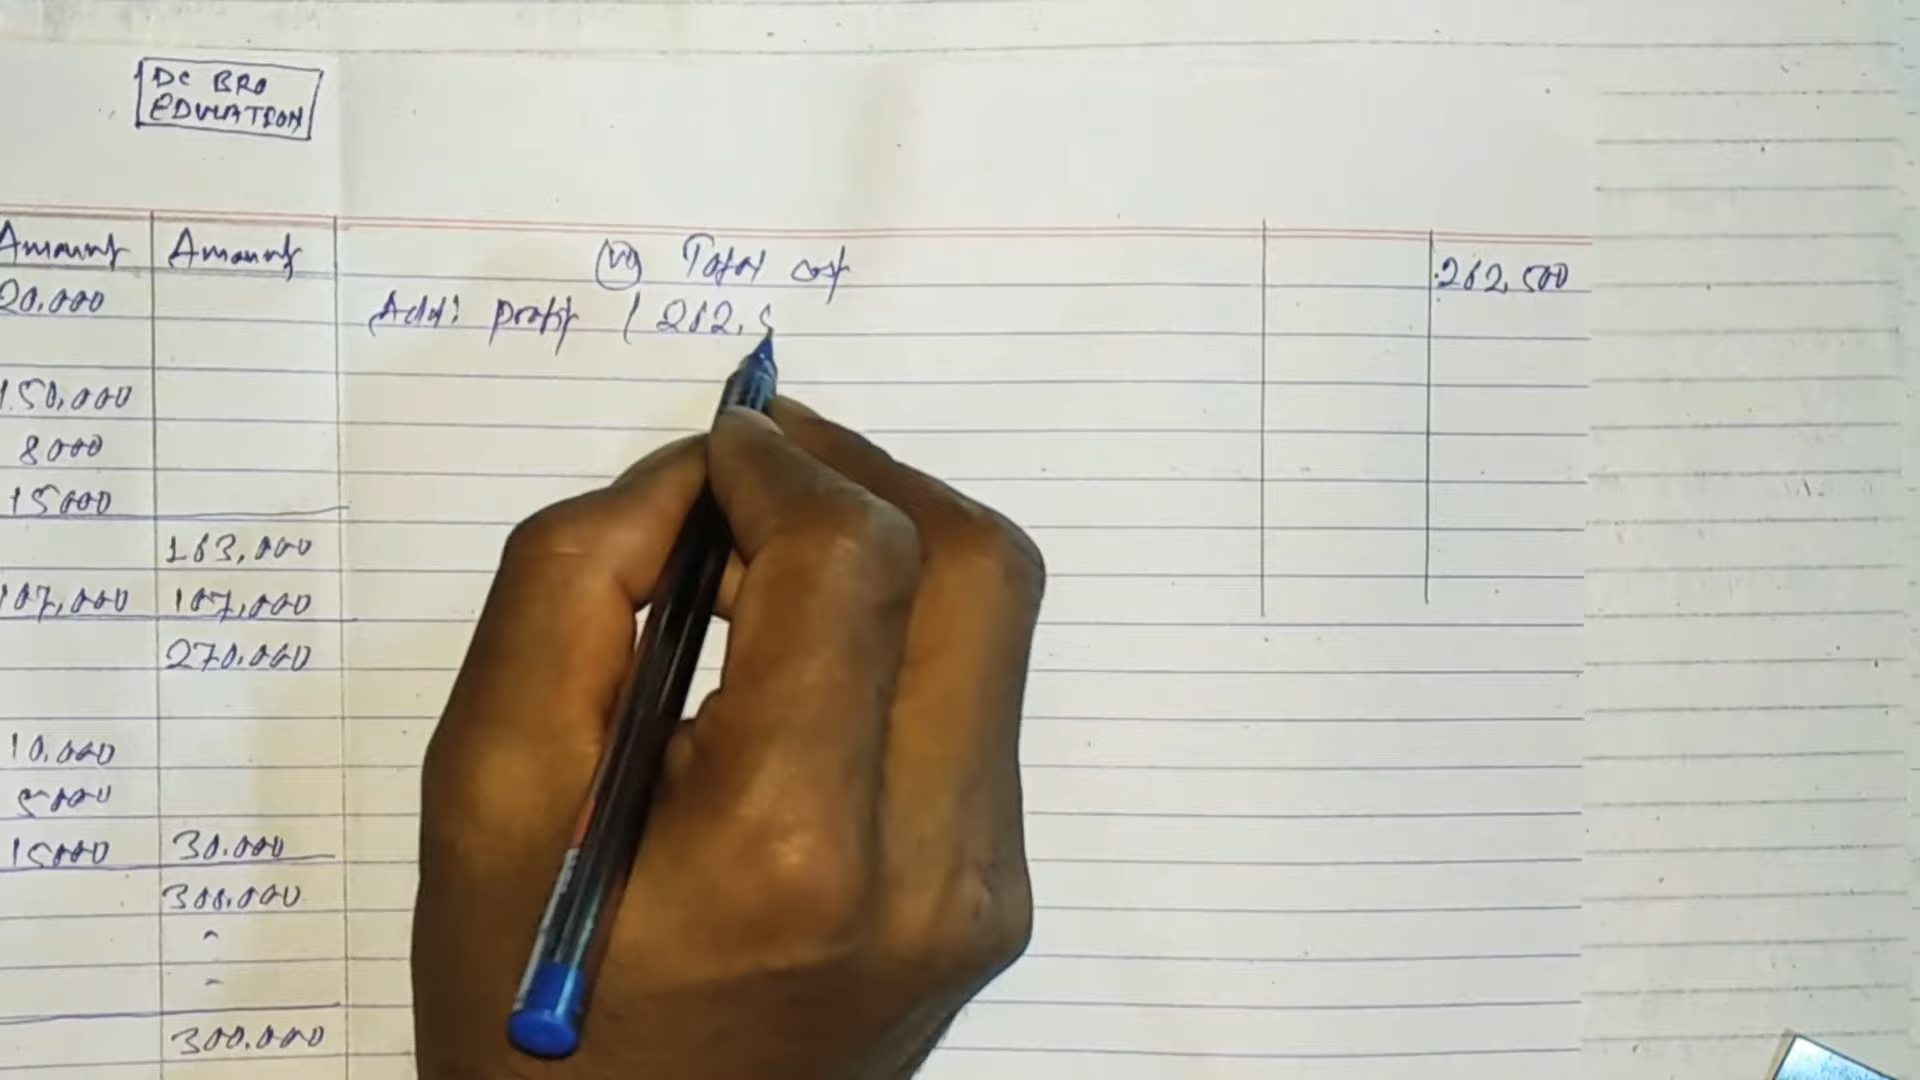 DC BRO
EDUCATION
Amount Amount
20,000
150,000
8000
15000
163,000
107,000 107,000
270,000
10,000
5000
15000 30,000
300,000
300,000
(vi) Total cost 262,500
Add: profit (262,5